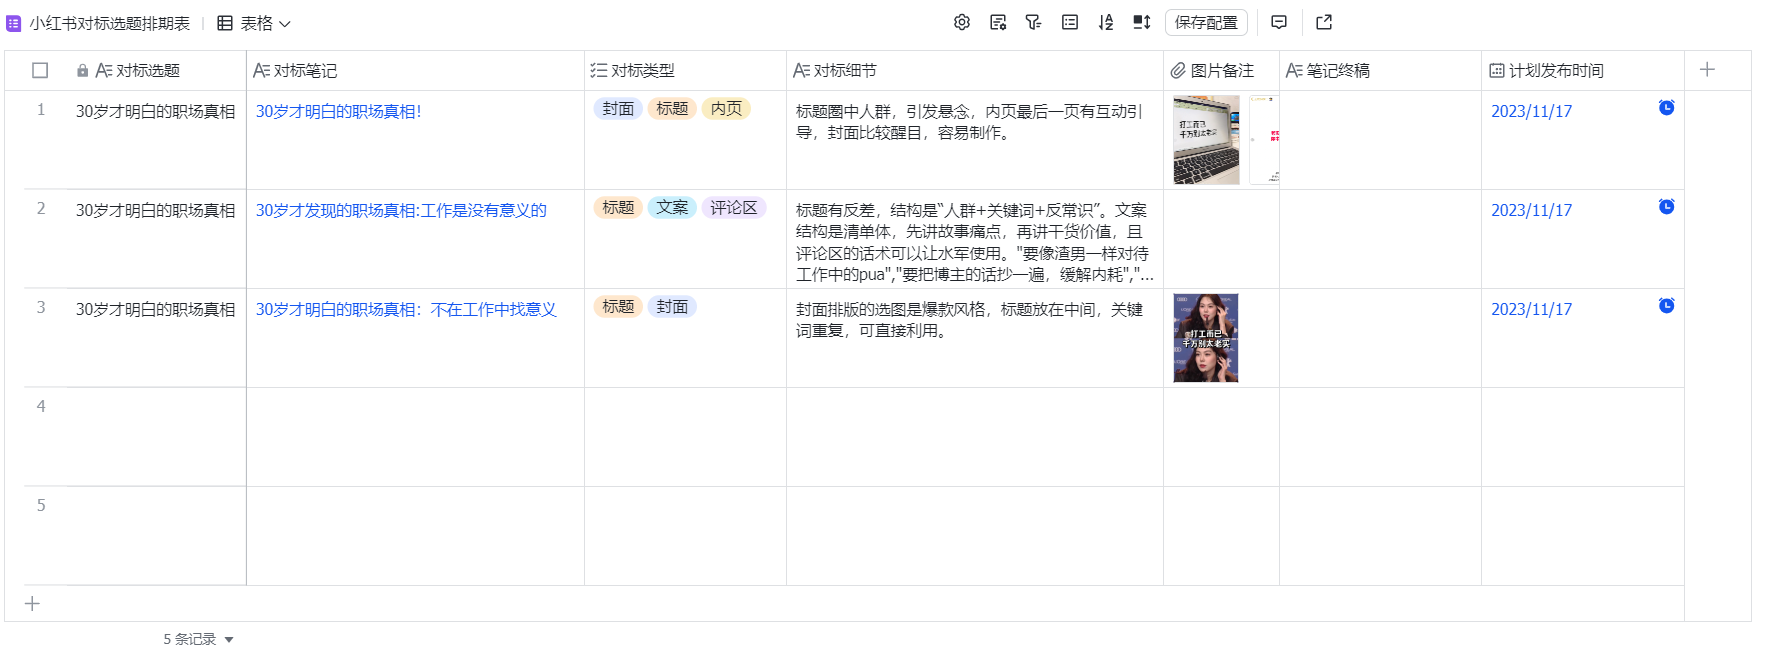 小红书对标选题排期表 表格 保存配置
对标选题 对标笔记 对标类型 对标细节 图片备注 笔记终稿 计划发布时间
1 30岁才明白的职场真相 30岁才明白的职场真相！ 封面 标题 内页 标题圈中人群，引发悬念，内页最后一页有互动引 2023/11/17
导，封面比较醒目，容易制作。
打工而已
千万别太老实
2 30岁才明白的职场真相 30岁才发现的职场真相:工作是没有意义的 标题 文案 评论区 标题有反差，结构是“人群+关键词+反常识”。文案 2023/11/17
结构是清单体，先讲故事痛点，再讲干货价值，且
评论区的话术可以让水军使用。"要像渣男一样对待
工作中的pua","要把博主的话抄一遍，缓解内耗","...
3 30岁才明白的职场真相 30岁才明白的职场真相：不在工作中找意义 标题 封面 封面排版的选图是爆款风格，标题放在中间，关键 2023/11/17
词重复，可直接利用。
打工而已
千万别太老实
4
5
5 条记录